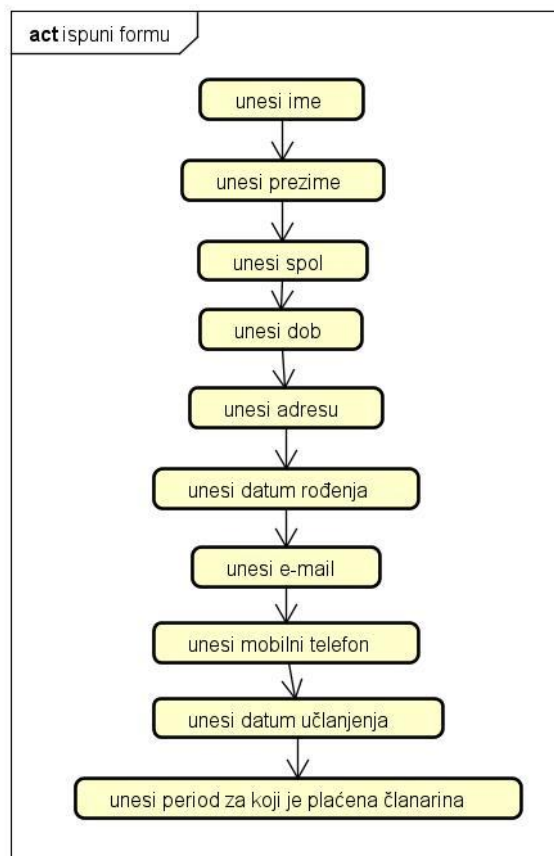 act ispuni formu
unesi ime
unesi prezime
unesi spol
unesi dob
unesi adresu
unesi datum rođenja
unesi e-mail
unesi mobilni telefon
unesi datum učlanjenja
unesi period za koji je plaćena članarina